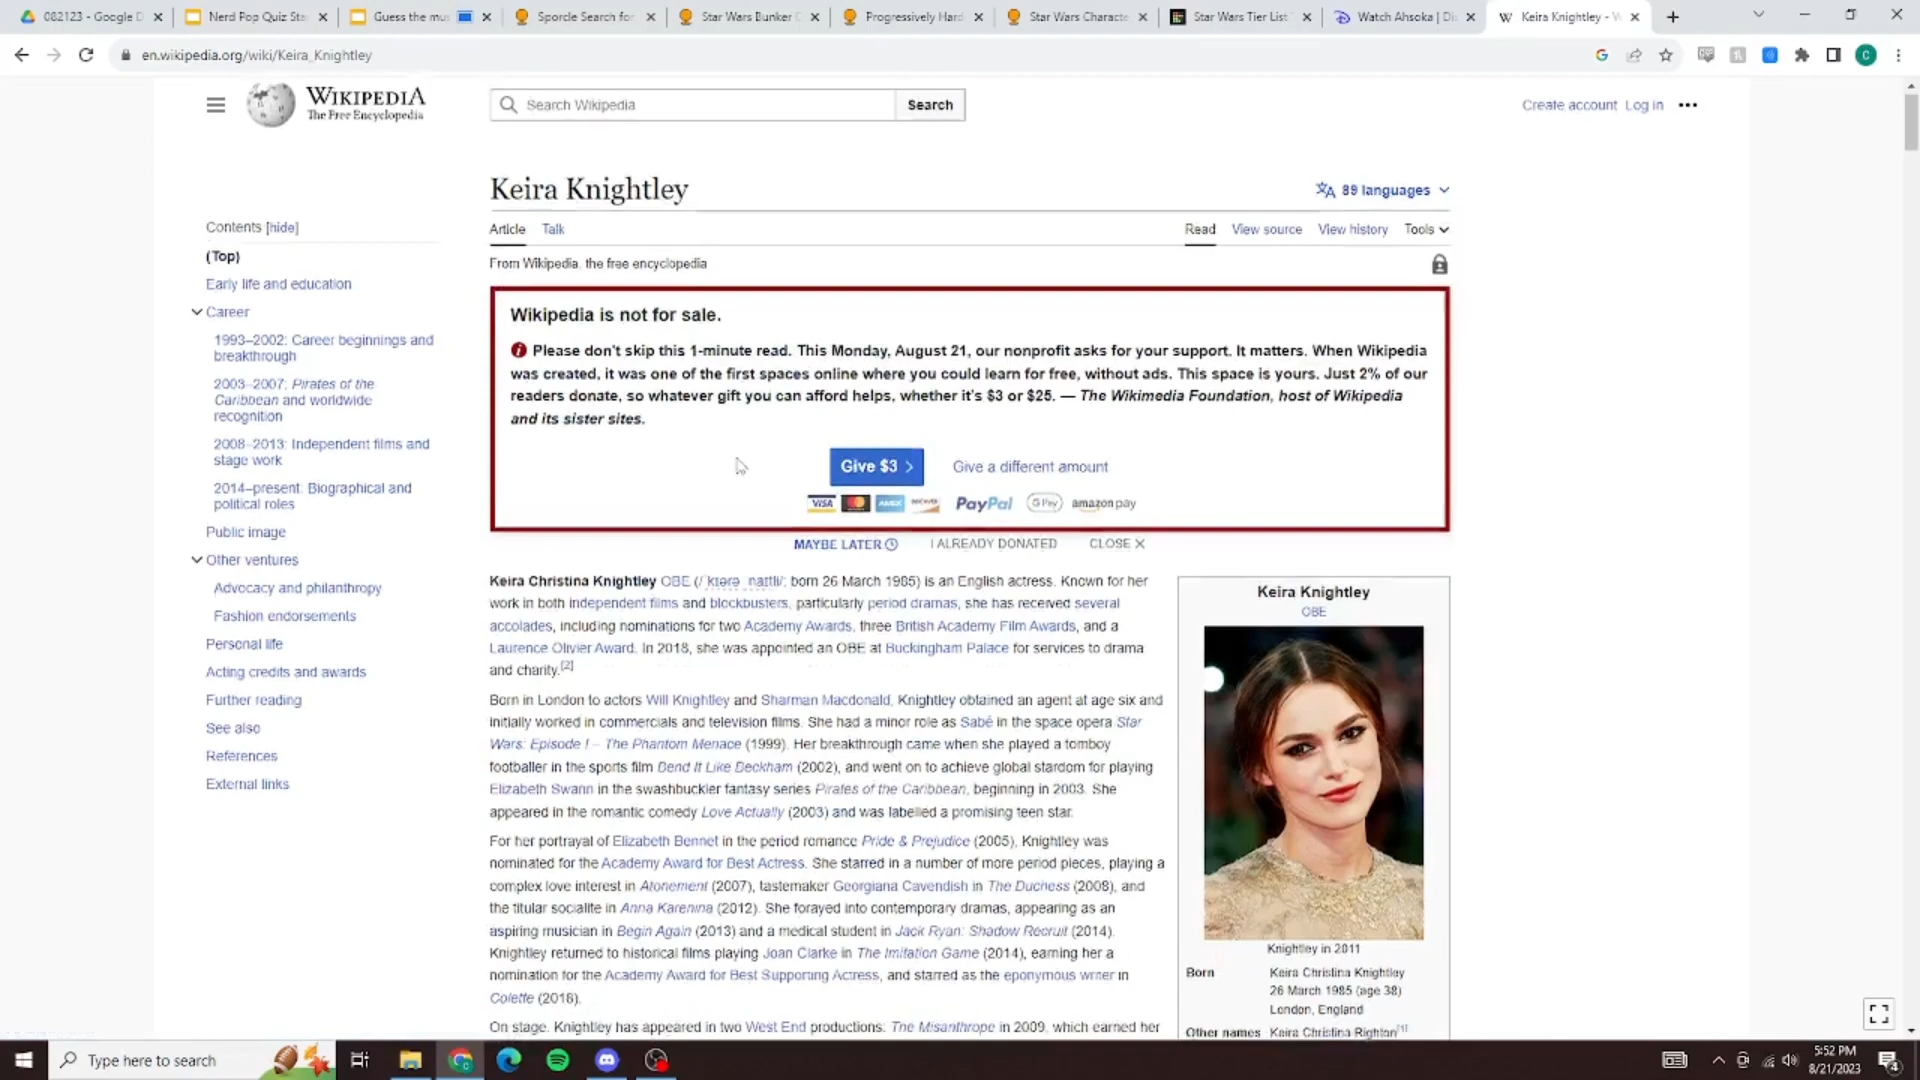 082123 - Google D
Nerd Pop Quiz Sta
Guess the mus
Sporcle Search for
Star Wars Bunker C
Progressively Hard
Star Wars Characte
Star Wars Tier List
Watch Ahsoka | Di
Keira Knightley - W
en.wikipedia.org/wiki/Keira_Knightley
WIKIPEDIA
The Free Encyclopedia
Search Wikipedia
Search
Create account Log in
Keira Knightley
89 languages
Article Talk
Read View source View history Tools
From Wikipedia, the free encyclopedia
Contents [hide]
(Top)
Early life and education
Career
1993–2002: Career beginnings and
breakthrough
2003–2007: Pirates of the
Caribbean and worldwide
recognition
2008–2013: Independent films and
stage work
2014–present: Biographical and
political roles
Public image
Other ventures
Advocacy and philanthropy
Fashion endorsements
Personal life
Acting credits and awards
Further reading
See also
References
External links
Wikipedia is not for sale.
Please don't skip this 1-minute read. This Monday, August 21, our nonprofit asks for your support. It matters. When Wikipedia
was created, it was one of the first spaces online where you could learn for free, without ads. This space is yours. Just 2% of our
readers donate, so whatever gift you can afford helps, whether it's $3 or $25. — The Wikimedia Foundation, host of Wikipedia
and its sister sites.
Give $3
Give a different amount
VISA AMEX DISCOVER PayPal G Pay amazon pay
MAYBE LATER I ALREADY DONATED CLOSE X
Keira Christina Knightley OBE (/ˈkɪərə ˈnaɪtli/; born 26 March 1985) is an English actress. Known for her
work in both independent films and blockbusters, particularly period dramas, she has received several
accolades, including nominations for two Academy Awards, three British Academy Film Awards, and a
Laurence Olivier Award. In 2018, she was appointed an OBE at Buckingham Palace for services to drama
and charity.[2]
Born in London to actors Will Knightley and Sharman Macdonald, Knightley obtained an agent at age six and
initially worked in commercials and television films. She had a minor role as Sabé in the space opera Star
Wars: Episode I – The Phantom Menace (1999). Her breakthrough came when she played a tomboy
footballer in the sports film Bend It Like Beckham (2002), and went on to achieve global stardom for playing
Elizabeth Swann in the swashbuckler fantasy series Pirates of the Caribbean, beginning in 2003. She
appeared in the romantic comedy Love Actually (2003) and was labelled a promising teen star.
For her portrayal of Elizabeth Bennet in the period romance Pride & Prejudice (2005), Knightley was
nominated for the Academy Award for Best Actress. She starred in a number of more period pieces, playing a
complex love interest in Atonement (2007), tastemaker Georgiana Cavendish in The Duchess (2008), and
the titular socialite in Anna Karenina (2012). She forayed into contemporary dramas, appearing as an
aspiring musician in Begin Again (2013) and a medical student in Jack Ryan: Shadow Recruit (2014).
Knightley returned to historical films playing Joan Clarke in The Imitation Game (2014), earning her a
nomination for the Academy Award for Best Supporting Actress, and starred as the eponymous writer in
Colette (2018).
On stage, Knightley has appeared in two West End productions: The Misanthrope in 2009, which earned her
Keira Knightley
OBE
Knightley in 2011
Born Keira Christina Knightley
26 March 1985 (age 38)
London, England
Other names Keira Christina Righton[1]
Type here to search
5:52 PM
8/21/2023
4